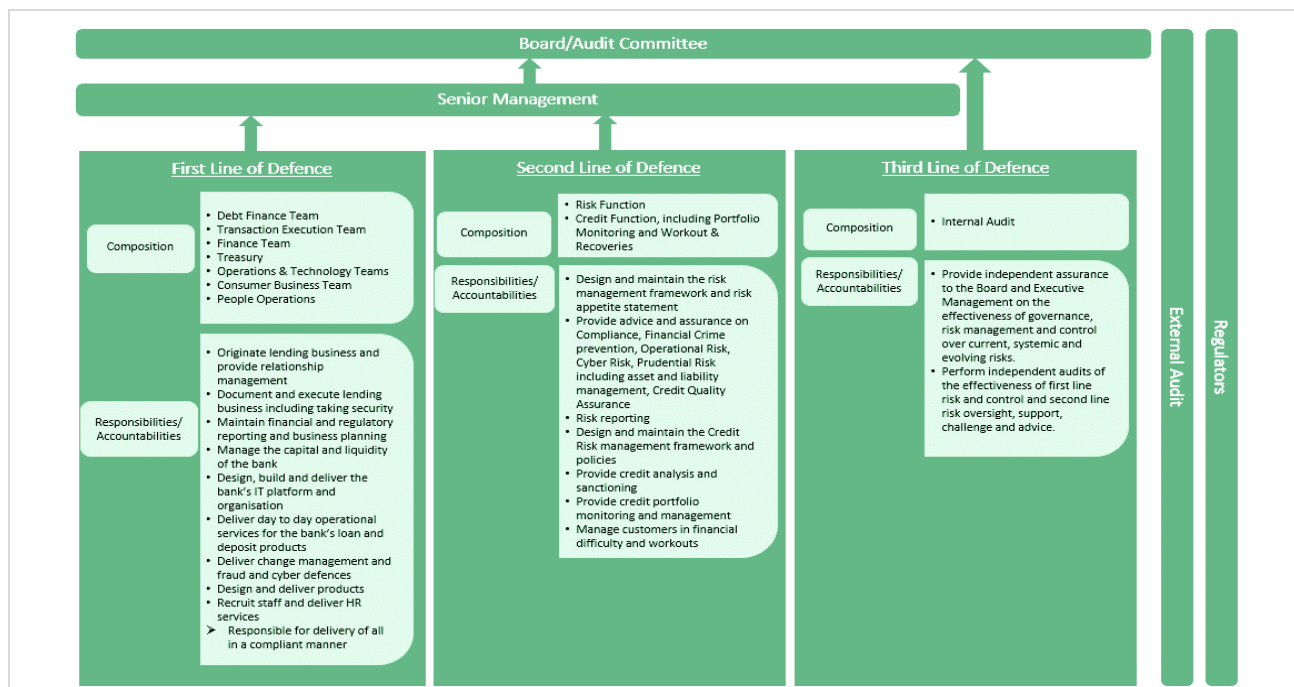 Board/Audit Committee
Senior Management
First Line of Defence
Composition
• Debt Finance Team
• Transaction Execution Team
• Finance Team
• Treasury
• Operations & Technology Teams
• Consumer Business Team
• People Operations
Responsibilities/
Accountabilities
• Originate lending business and
provide relationship
management
• Document and execute lending
business including taking security
• Maintain financial and regulatory
reporting and business planning
• Manage the capital and liquidity
of the bank
• Design, build and deliver the
bank's IT platform and
organisation
• Deliver day to day operational
services for the bank's loan and
deposit products
• Deliver change management and
fraud and cyber defences
• Design and deliver products
• Recruit staff and deliver HR
services
➢ Responsible for delivery of all
in a compliant manner
Second Line of Defence
Composition
• Risk Function
• Credit Function, including Portfolio
Monitoring and Workout &
Recoveries
Responsibilities/
Accountabilities
• Design and maintain the risk
management framework and risk
appetite statement
• Provide advice and assurance on
Compliance, Financial Crime
prevention, Operational Risk,
Cyber Risk, Prudential Risk
including asset and liability
management, Credit Quality
Assurance
• Risk reporting
• Design and maintain the Credit
Risk management framework and
policies
• Provide credit analysis and
sanctioning
• Provide credit portfolio
monitoring and management
• Manage customers in financial
difficulty and workouts
Third Line of Defence
Composition
• Internal Audit
Responsibilities/
Accountabilities
• Provide independent assurance
to the Board and Executive
Management on the
effectiveness of governance,
risk management and control
over current, systemic and
evolving risks.
• Perform independent audits of
the effectiveness of first line
risk and control and second line
risk oversight, support,
challenge and advice.
External Audit
Regulators